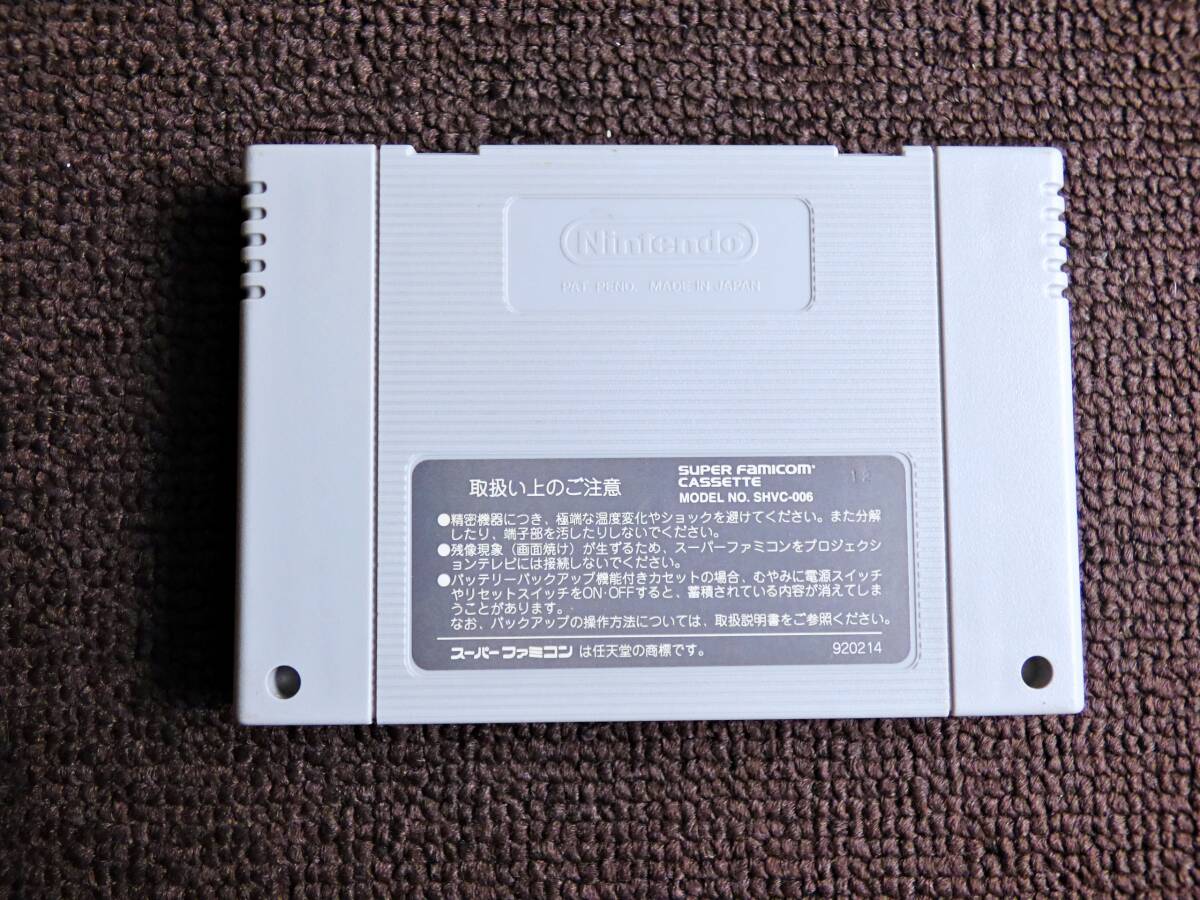 Nintendo
PAT. PEND. MADE IN JAPAN
取扱い上のご注意
SUPER FAMICOM
CASSETTE
MODEL NO. SHVC-006
12
●精密機器につき、極端な温度変化やショックを避けてください。また分解
したり、端子部を汚したりしないでください。
●残像現象（画面焼け）が生ずるため、スーパーファミコンをプロジェクシ
ョンテレビには接続しないでください。
●バッテリーバックアップ機能付きカセットの場合、むやみに電源スイッチ
やリセットスイッチをON・OFFすると、蓄積されている内容が消えてしま
うことがあります。
なお、バックアップの操作方法については、取扱説明書をご参照ください。
スーパーファミコン は任天堂の商標です。
920214